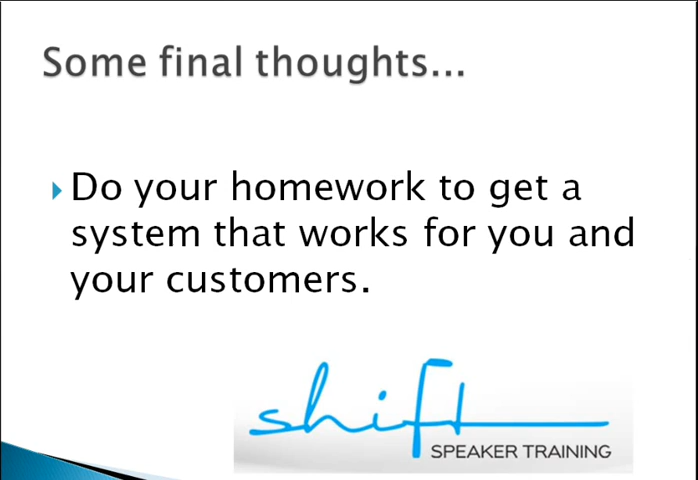 Some final thoughts...
Do your homework to get a
system that works for you and
your customers.
shift
SPEAKER TRAINING